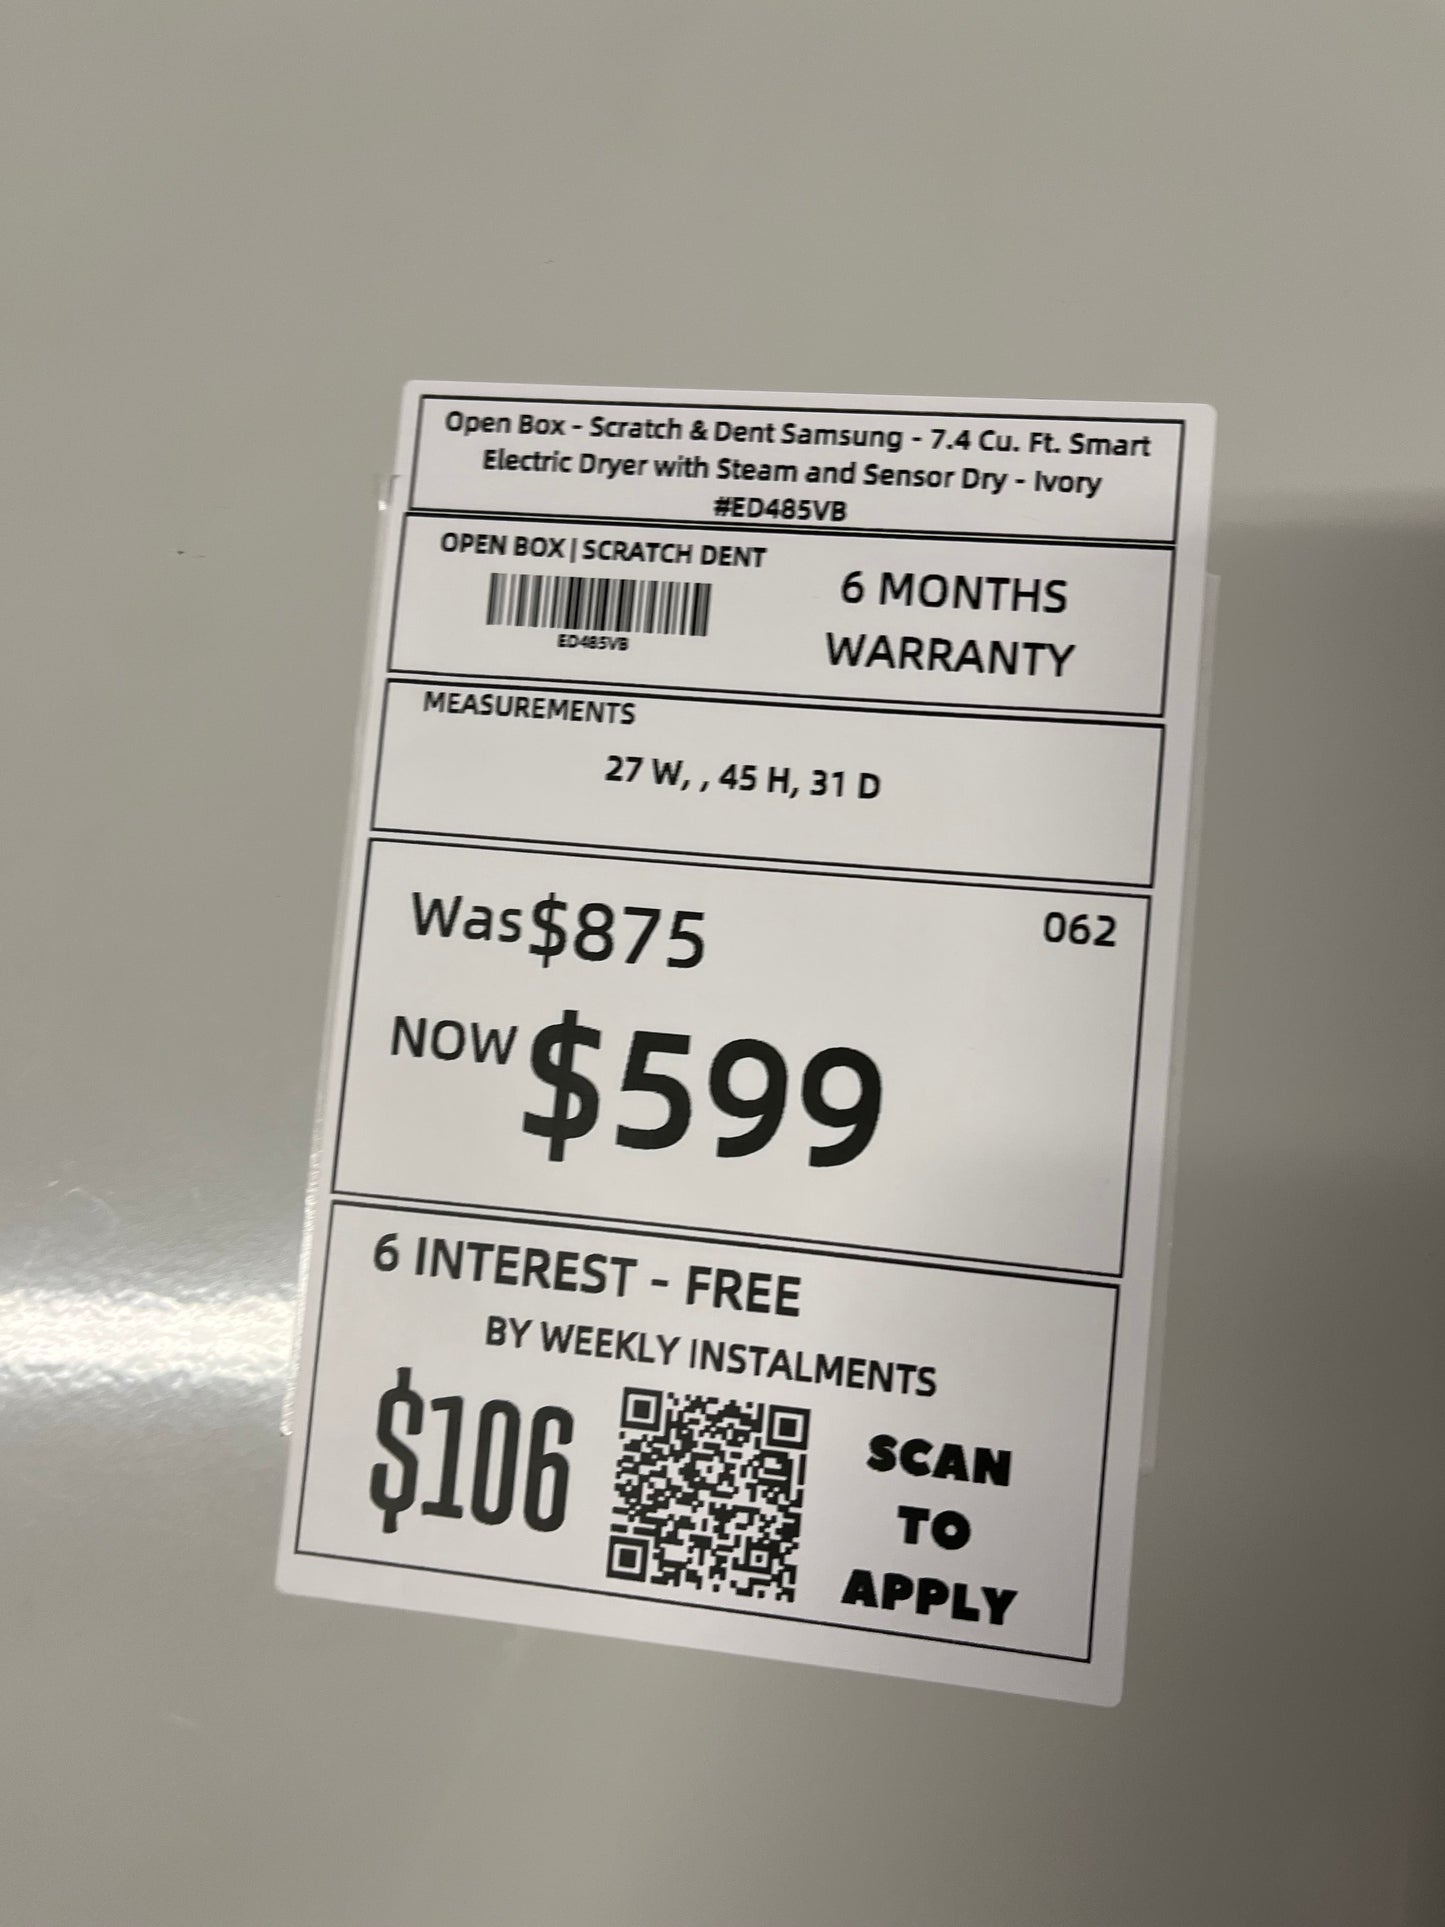 Open Box - Scratch & Dent Samsung - 7.4 Cu. Ft. Smart
Electric Dryer with Steam and Sensor Dry - Ivory
#ED485VB
OPEN BOX | SCRATCH DENT
ED485VB
6 MONTHS
WARRANTY
MEASUREMENTS
27 W, , 45 H, 31 D
Was $875
062
NOW $599
6 INTEREST - FREE
BY WEEKLY INSTALMENTS
$106
SCAN
TO
APPLY